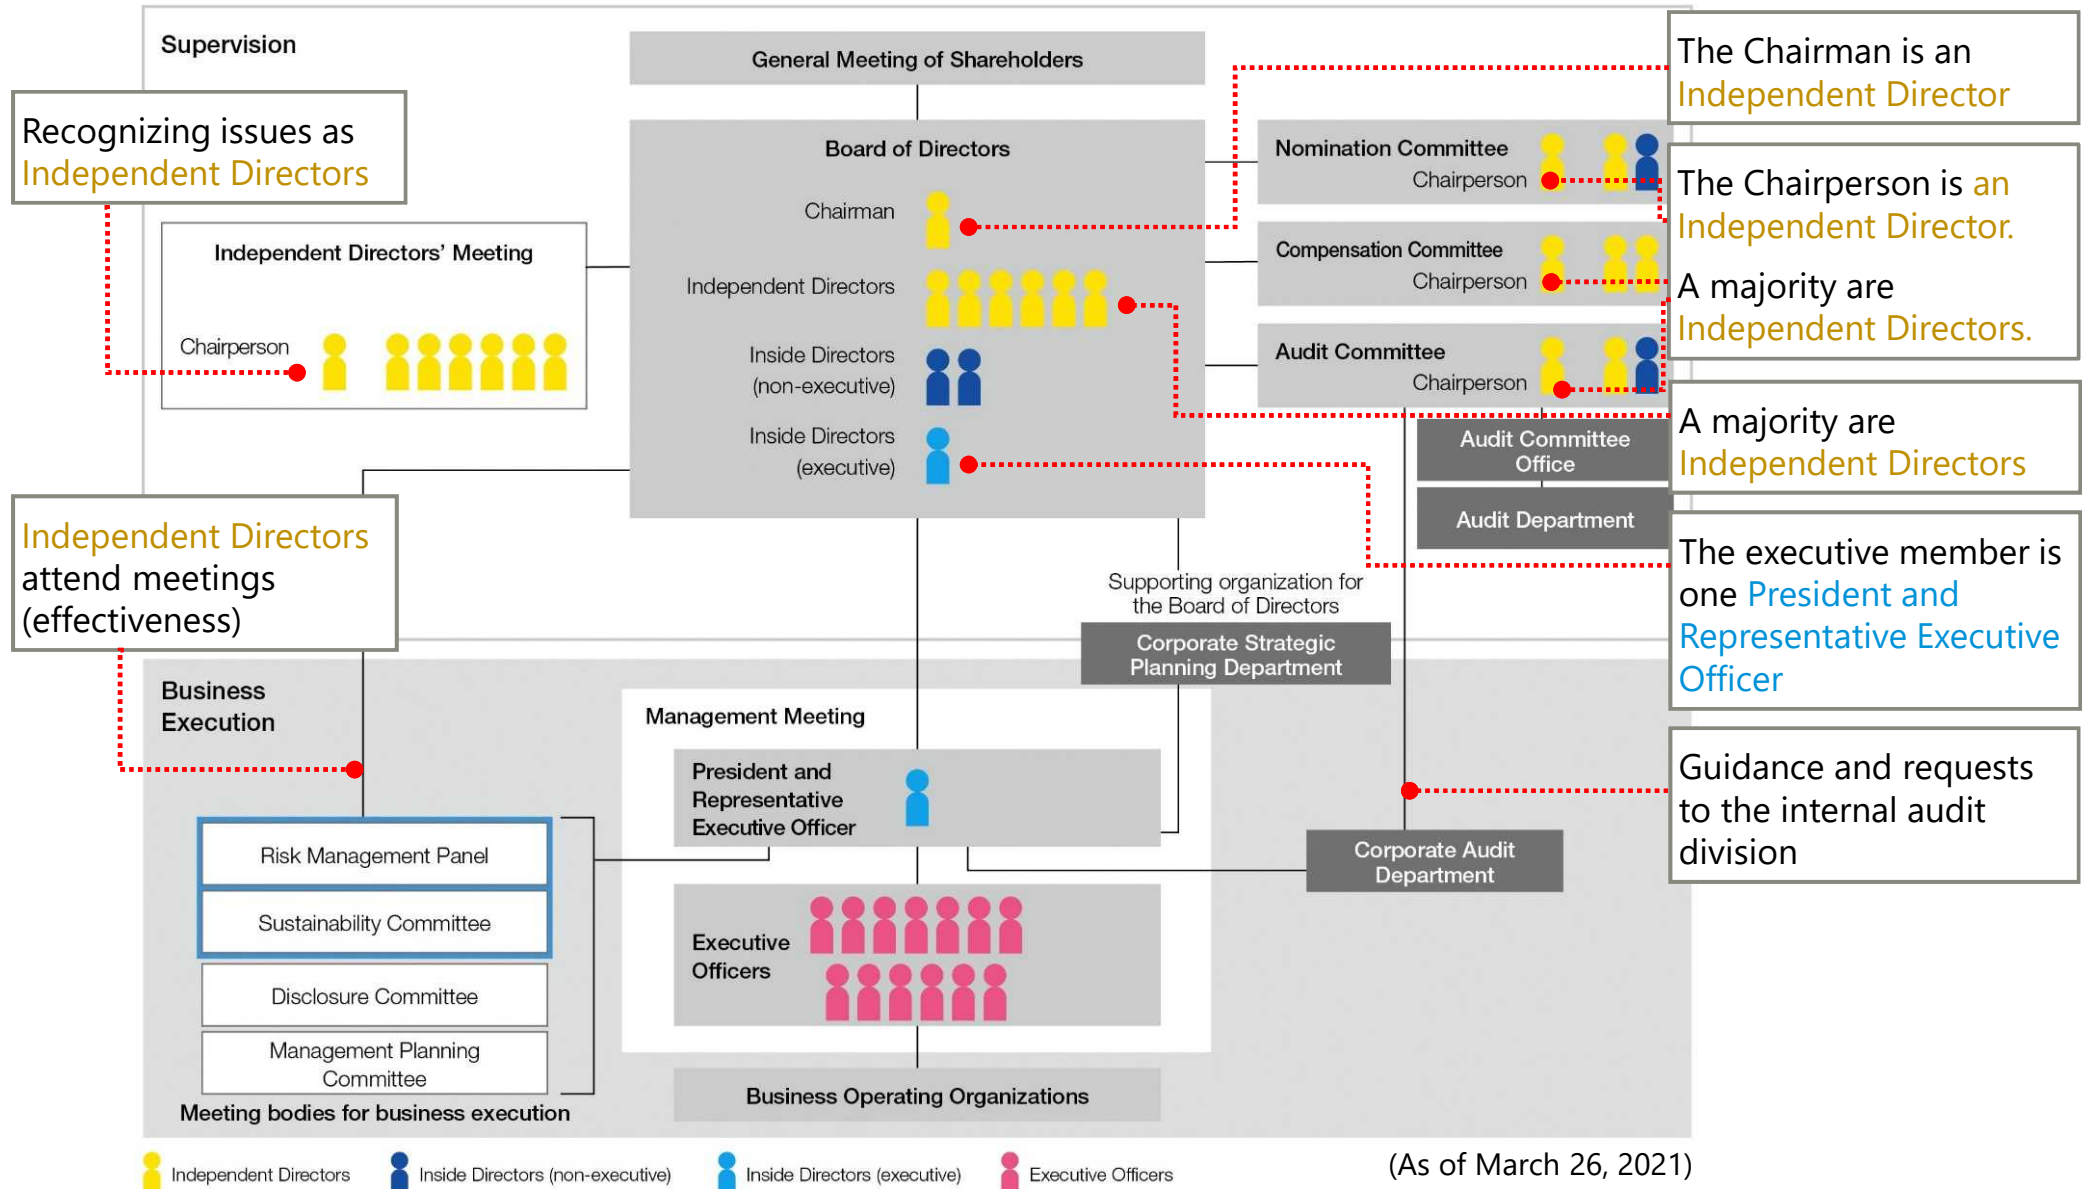 Supervision
General Meeting of Shareholders
The Chairman is an
Independent Director
Recognizing issues as
Independent Directors
Board of Directors
Chairman
Independent Directors
Inside Directors
(non-executive)
Inside Directors
(executive)
Nomination Committee
Chairperson
Compensation Committee
Chairperson
Audit Committee
Chairperson
The Chairperson is an
Independent Director.
A majority are
Independent Directors.
Independent Directors' Meeting
Chairperson
A majority are
Independent Directors
Audit Committee
Office
Audit Department
Independent Directors
attend meetings
(effectiveness)
The executive member is
one President and
Representative Executive
Officer
Supporting organization for
the Board of Directors
Corporate Strategic
Planning Department
Business
Execution
Management Meeting
President and
Representative
Executive Officer
Guidance and requests
to the internal audit
division
Corporate Audit
Department
Risk Management Panel
Sustainability Committee
Disclosure Committee
Management Planning
Committee
Meeting bodies for business execution
Executive
Officers
Business Operating Organizations
Independent Directors
Inside Directors (non-executive)
Inside Directors (executive)
Executive Officers
(As of March 26, 2021)